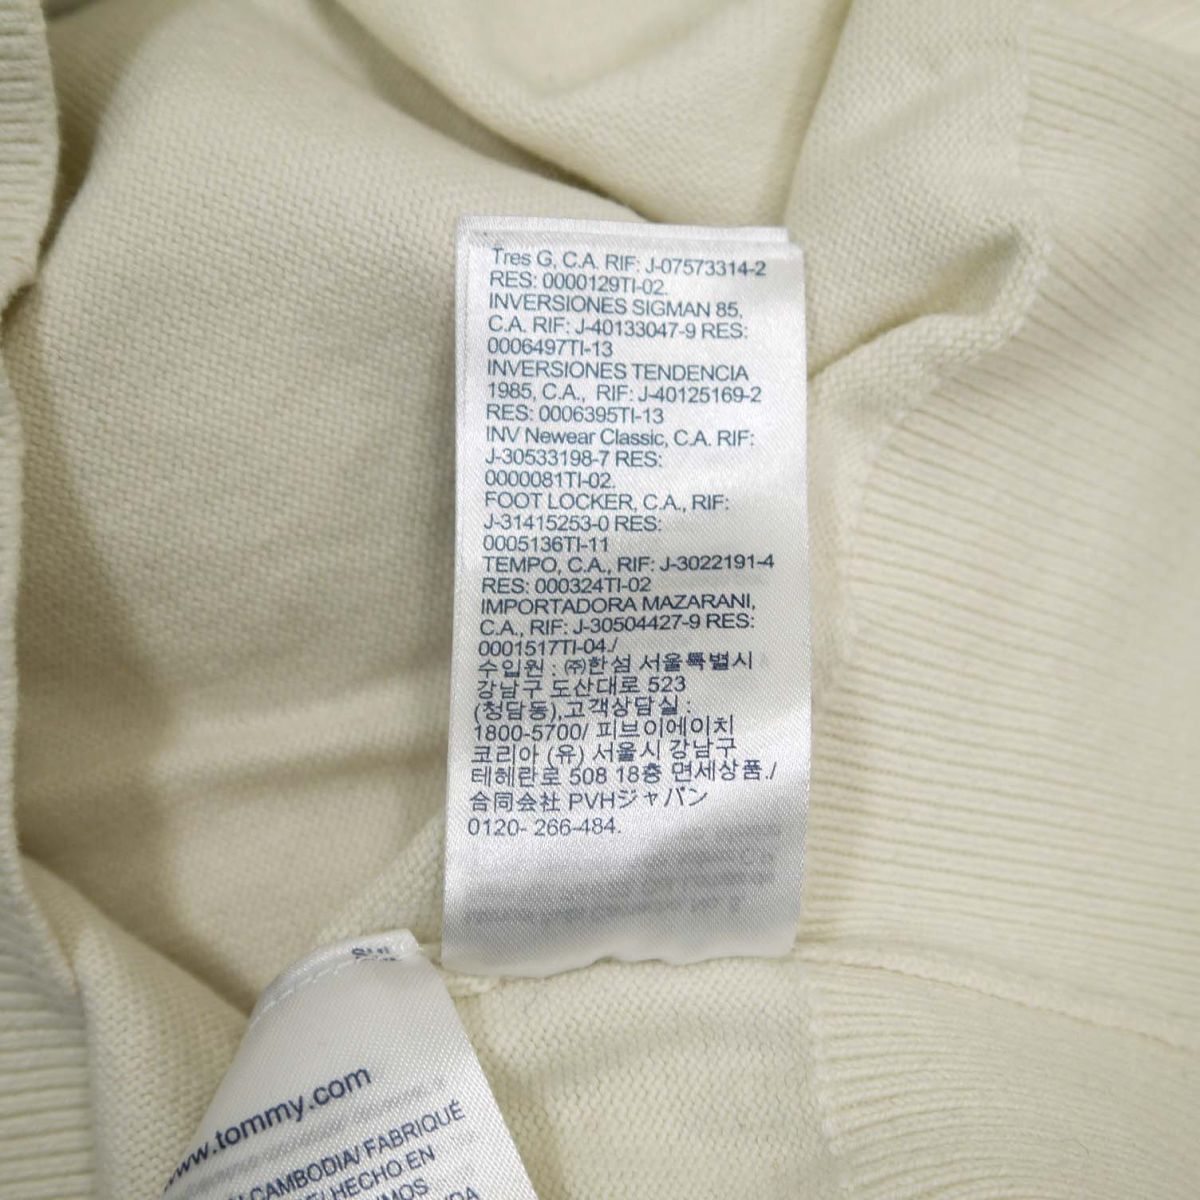 Tres G, C.A. RIF: J-07573314-2
RES: 0000129TI-02.
INVERSIONES SIGMAN 85.
C.A. RIF: J-40133047-9 RES:
0006497TI-13
INVERSIONES TENDENCIA
1985, C.A., RIF: J-40125169-2
RES: 0006395TI-13
INV Newear Classic, C.A. RIF:
J-30533198-7 RES:
0000081TI-02.
FOOT LOCKER, C.A., RIF:
J-31415253-0 RES:
0005136TI-11
TEMPO, C.A., RIF: J-3022191-4
RES: 000324TI-02
IMPORTADORA MAZARANI,
C.A., RIF: J-30504427-9 RES:
0001517TI-04./
수입원 : ㈜한섬 서울특별시
강남구 도산대로 523
(청담동),고객상담실 :
1800-5700/ 피브이에이치
코리아 (유) 서울시 강남구
테헤란로 508 18층 면세상품./
合同会社 PVHジャパン
0120- 266-484.
www.tommy.com
CAMBODIA/ FABRIQUÉ
HECHO EN